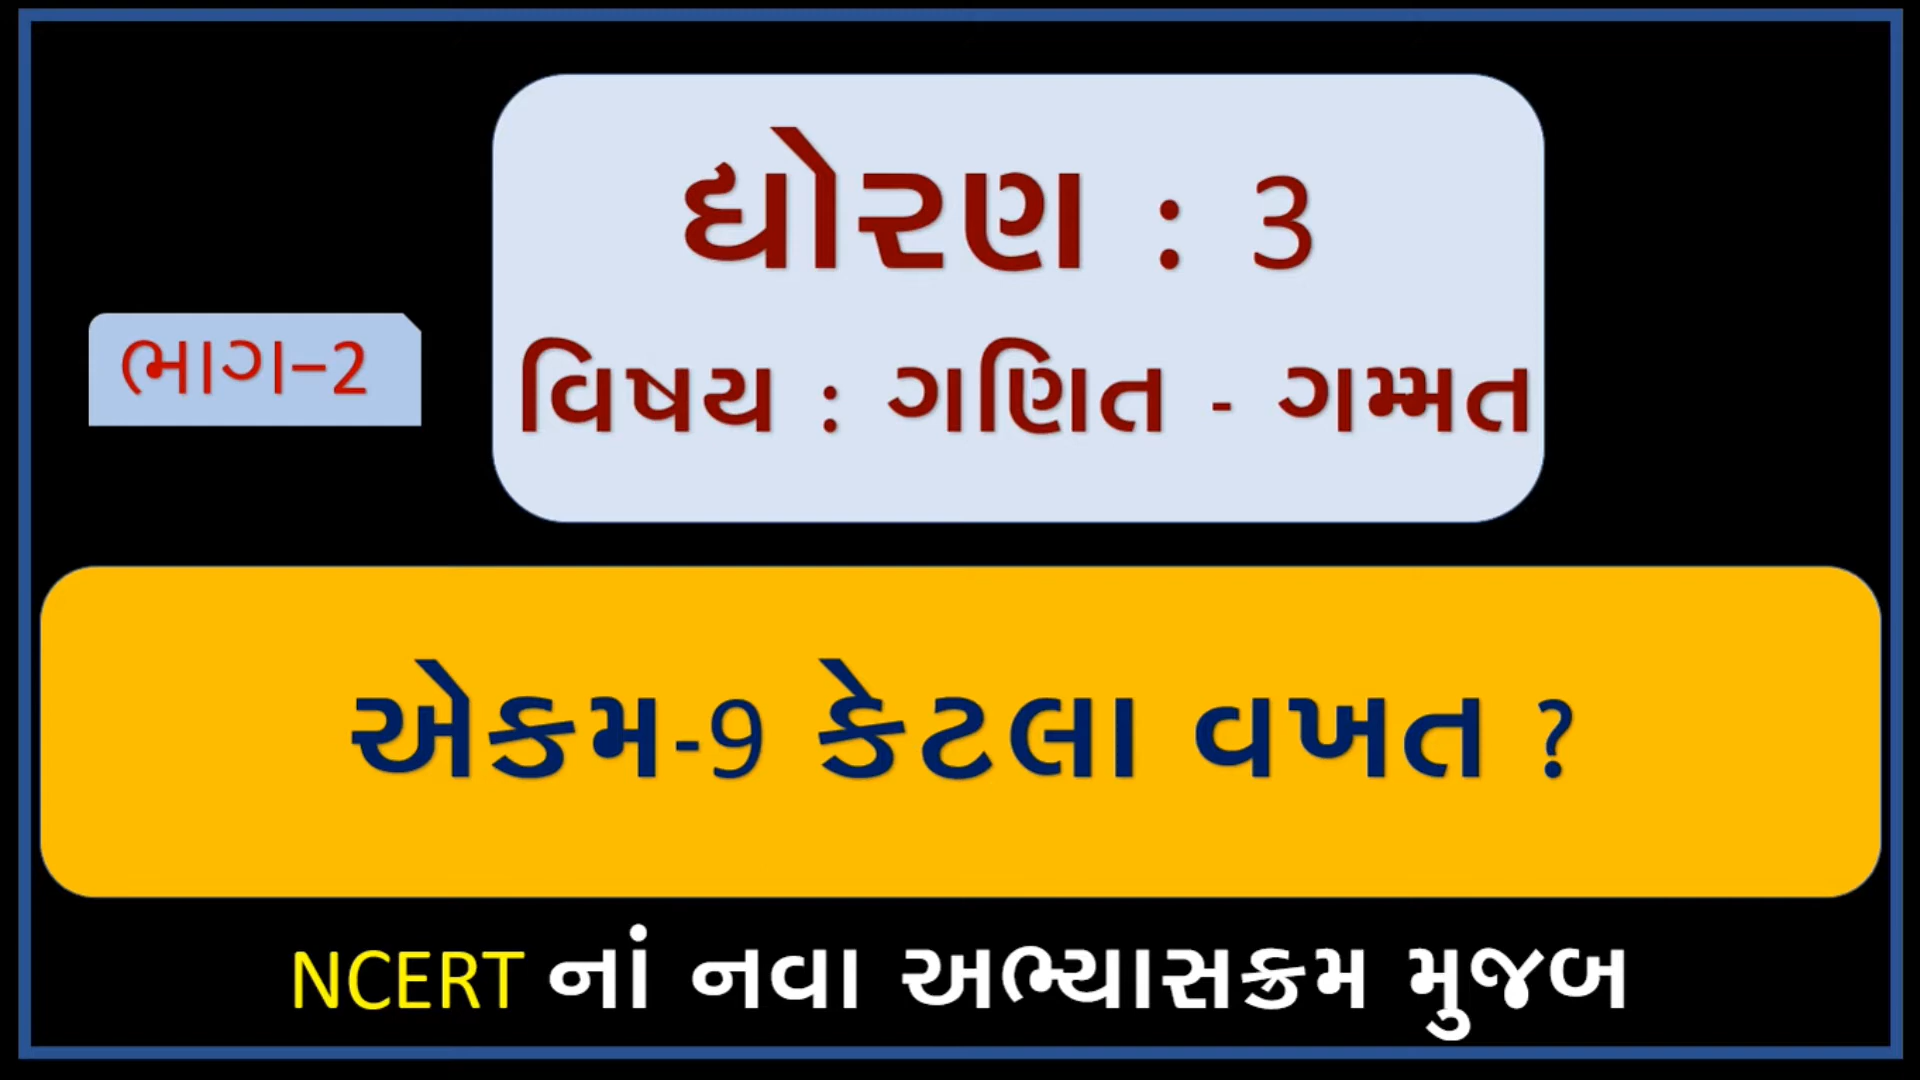 ધોરણ : 3
ભાગ–2
વિષય : ગણિત - ગમ્મત
એકમ-9 કેટલા વખત ?
NCERT નાં નવા અભ્યાસક્રમ મુજબ